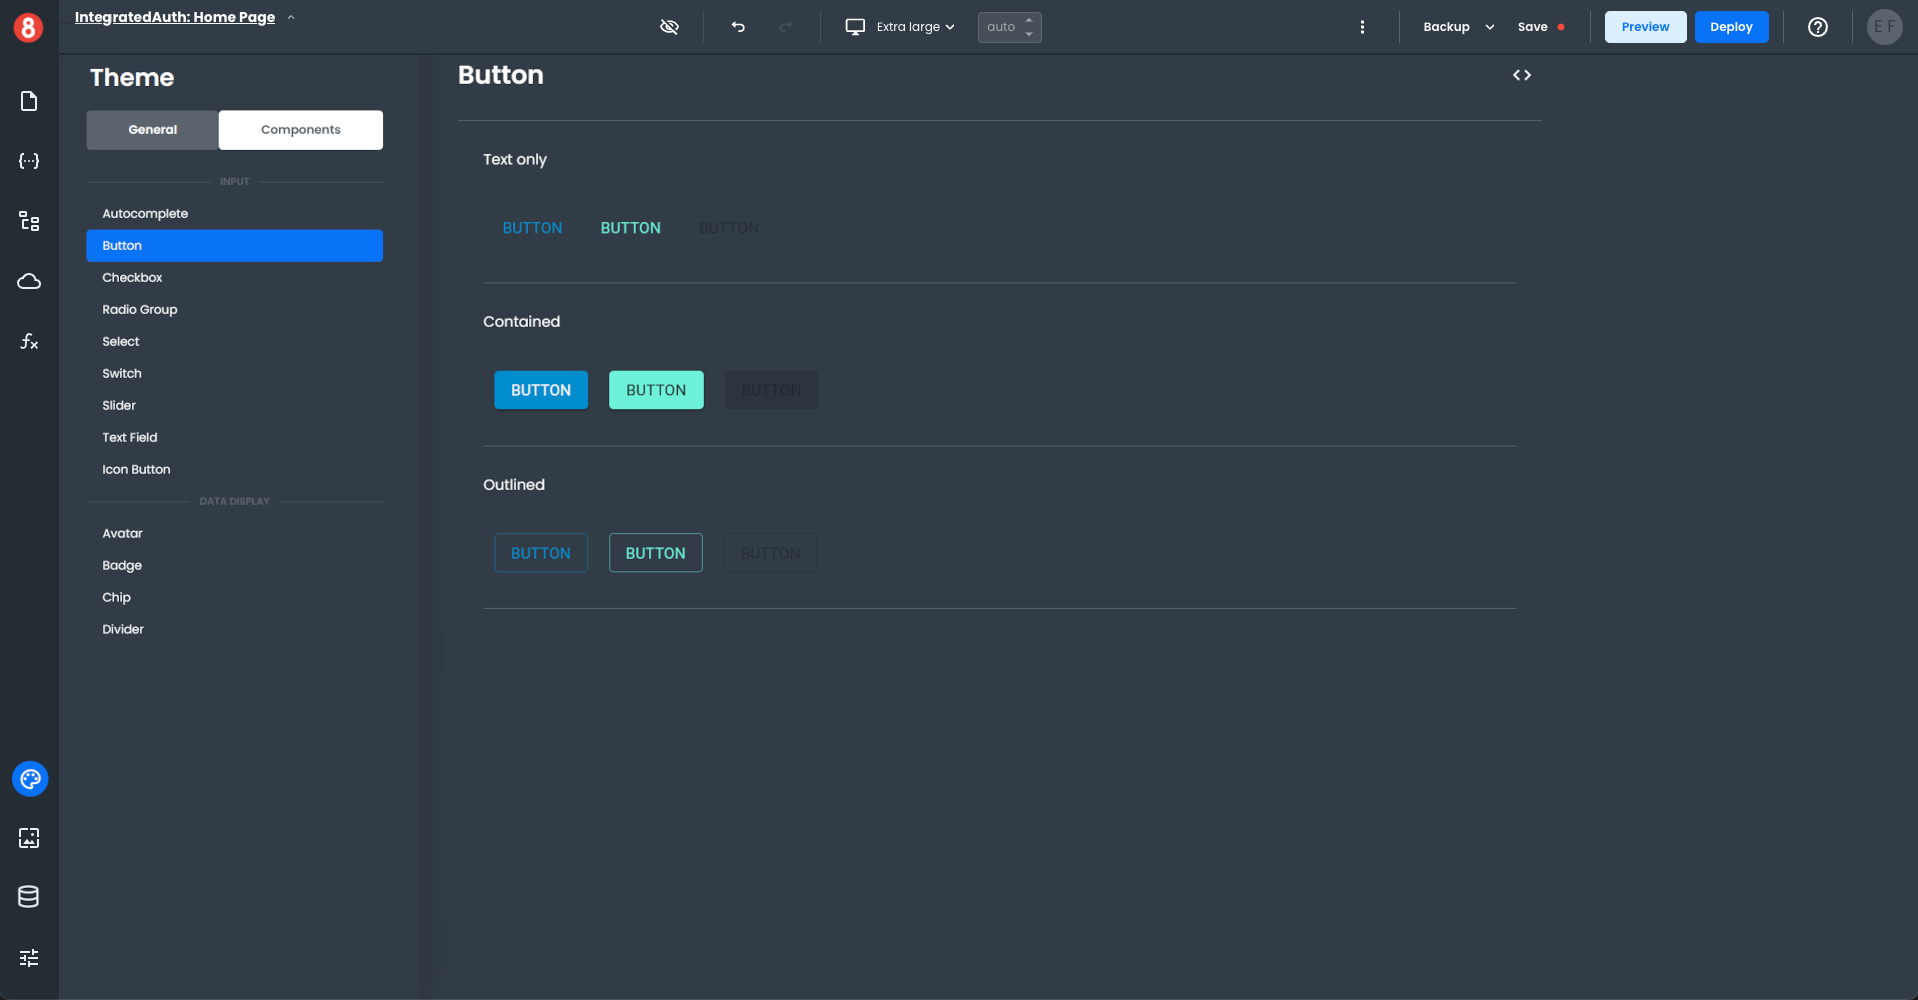 8
IntegratedAuth: Home Page
Extra large
auto
Backup
Save
Preview
Deploy
E F
Theme
General
Components
INPUT
Autocomplete
Button
Checkbox
Radio Group
Select
Switch
Slider
Text Field
Icon Button
DATA DISPLAY
Avatar
Badge
Chip
Divider
Button
Text only
BUTTON BUTTON BUTTON
Contained
BUTTON BUTTON BUTTON
Outlined
BUTTON BUTTON BUTTON